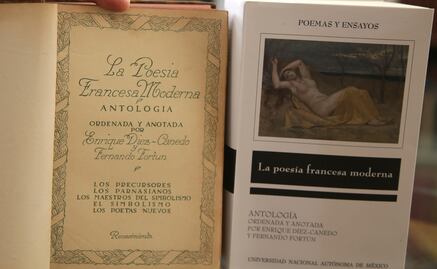 La Poesía
Francesa Moderna
ANTOLOGIA
ORDENADA Y ANOTADA
POR
Enrique Díez-Canedo
y
Fernando Fortún
LOS PRECURSORES
LOS PARNASIANOS
LOS MAESTROS DEL SIMBOLISMO
EL SIMBOLISMO
LOS POETAS NUEVOS
Renacimiento
POEMAS Y ENSAYOS
La poesía francesa moderna
ANTOLOGÍA
ORDENADA Y ANOTADA
POR ENRIQUE DÍEZ-CANEDO
Y FERNANDO FORTÚN
UNIVERSIDAD NACIONAL AUTÓNOMA DE MÉXICO